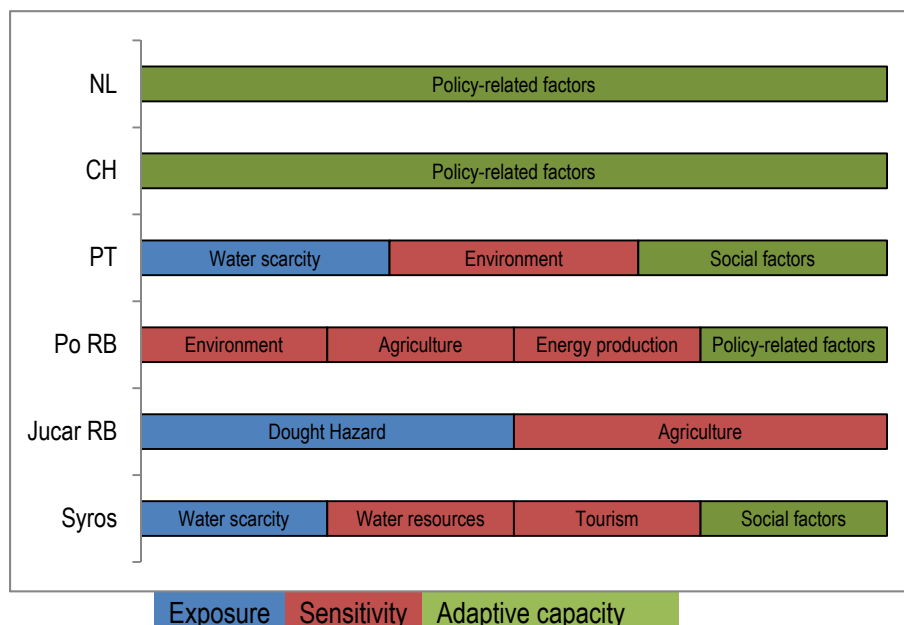 NL Policy-related factors
CH Policy-related factors
PT Water scarcity Environment Social factors
Po RB Environment Agriculture Energy production Policy-related factors
Jucar RB Dought Hazard Agriculture
Syros Water scarcity Water resources Tourism Social factors
Exposure Sensitivity Adaptive capacity